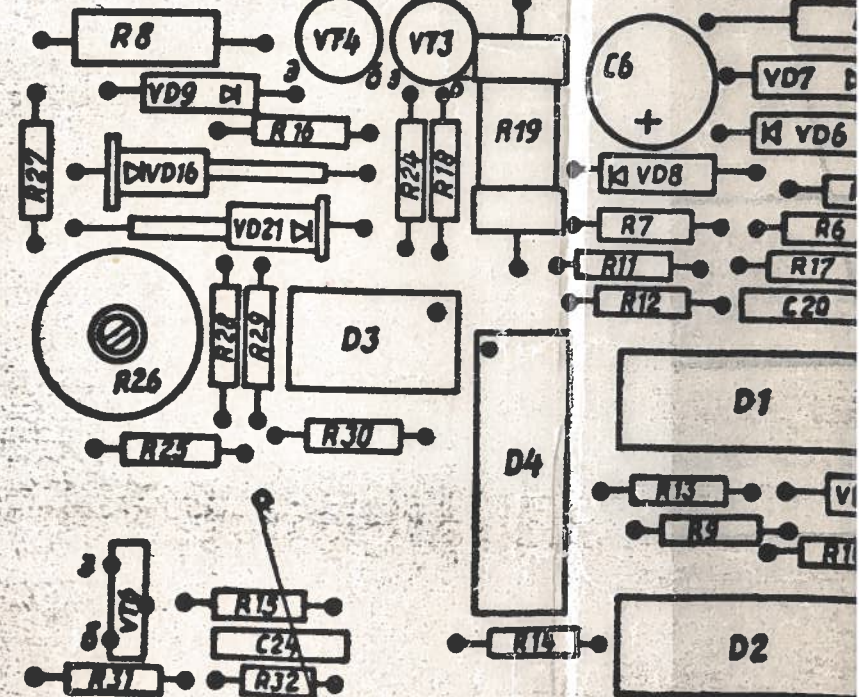 R8
VT4
VT3
C6
VD7
э
б
э
VD9
R16
R19
VD6
R27
VD16
R24
R18
VD8
VD21
R7
R6
R11
R17
R12
C20
R28
R29
D3
R26
D1
R25
R30
D4
R13
R9
R15
C24
R14
D2
R31
R32
б